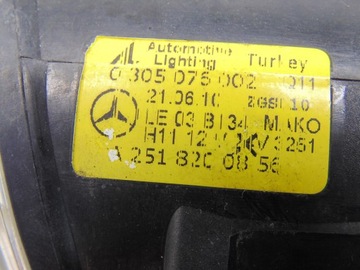 AL Automotive Lighting Turkey
0 305 076 002 011
21.06.10
LE 03 B134 MAKO
H11 12V
A 251 820 08 56